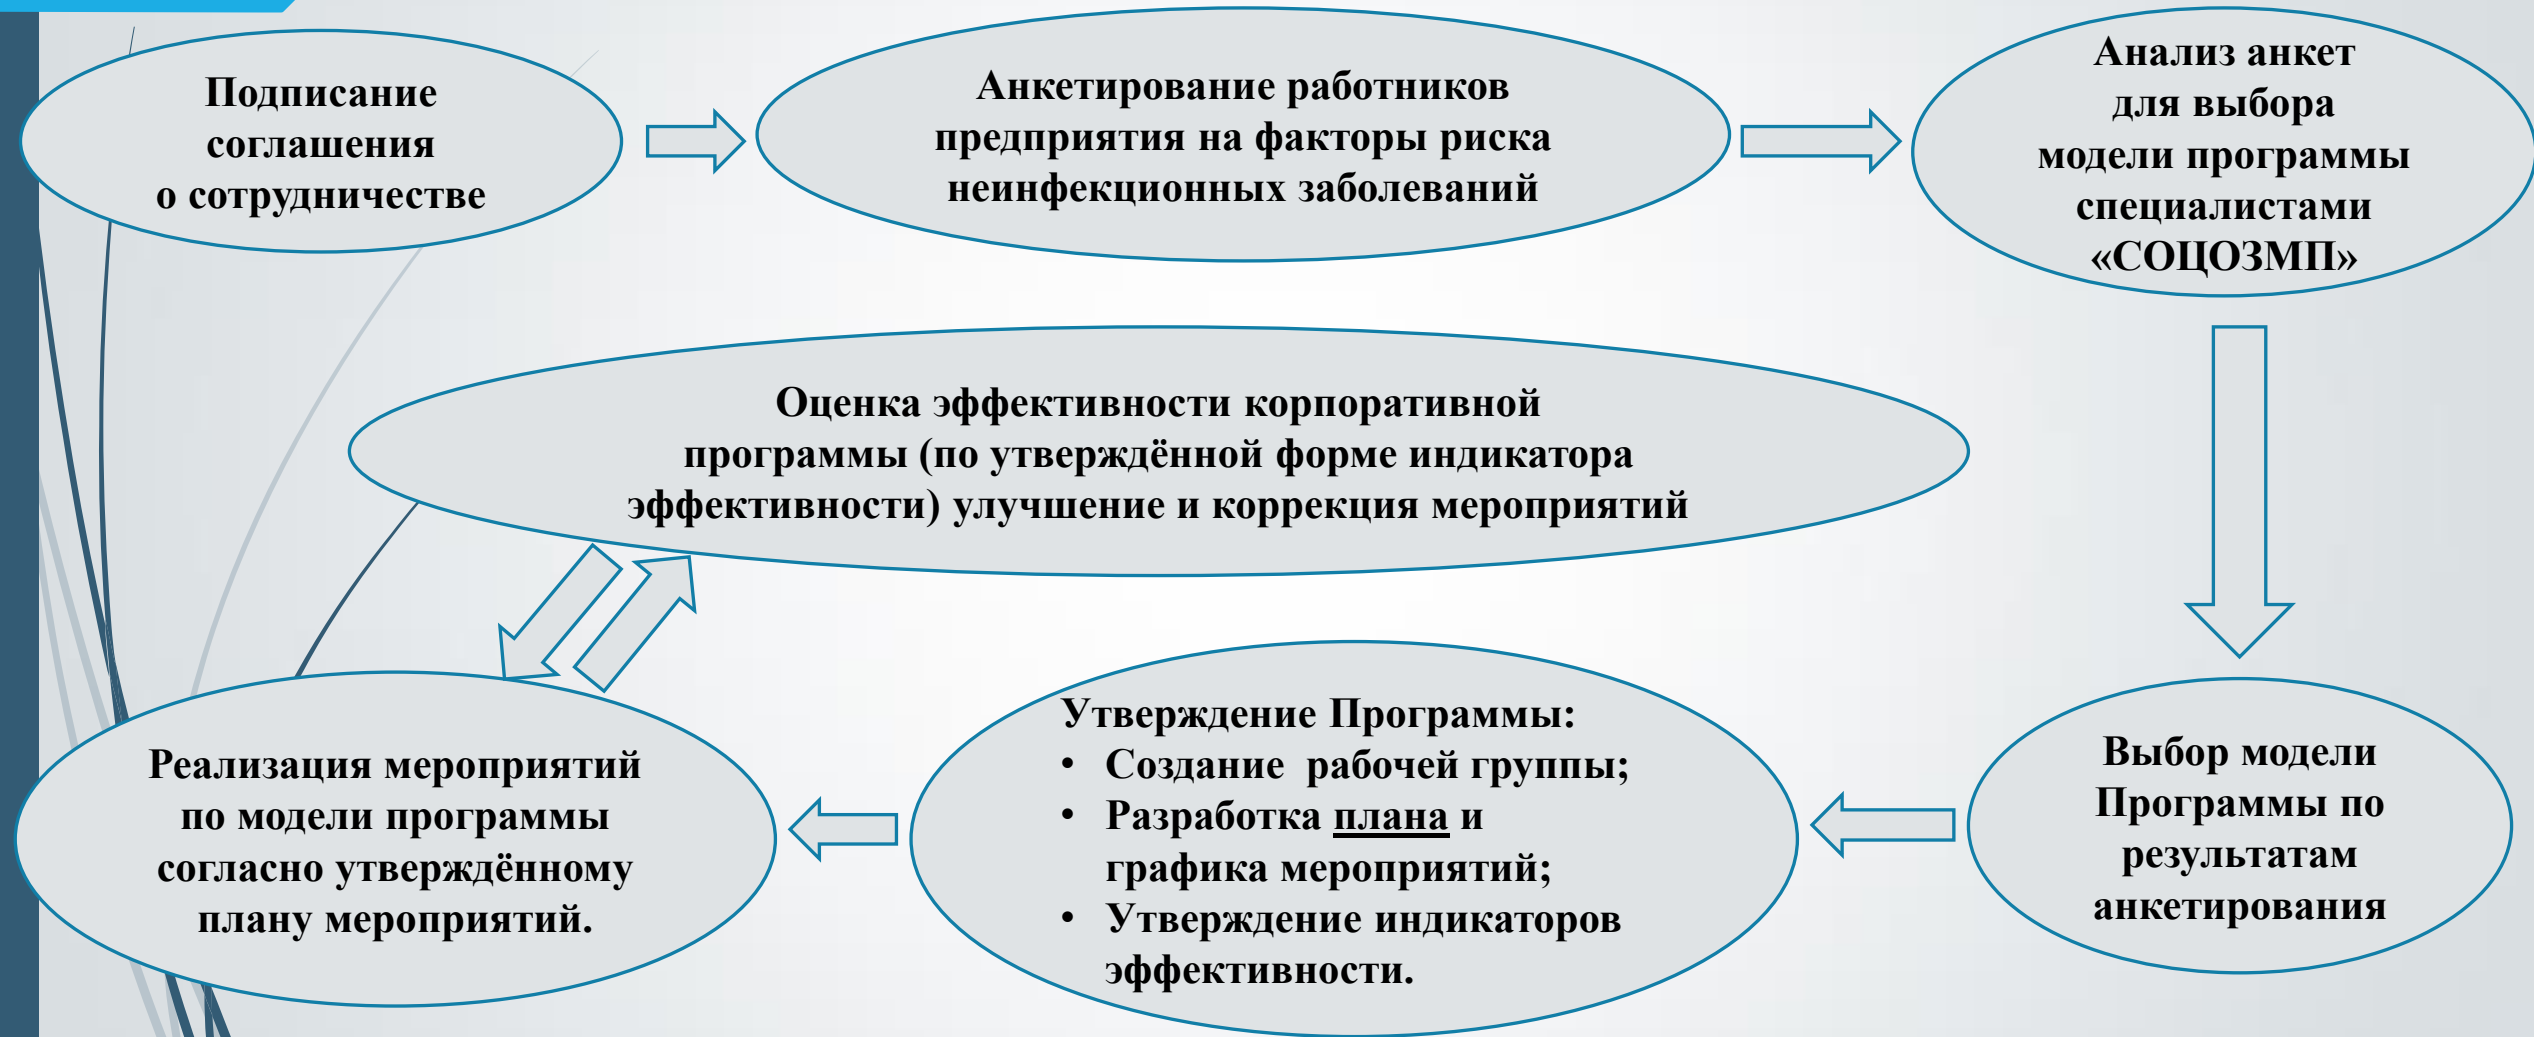 Подписание
соглашения
о сотрудничестве
Анкетирование работников
предприятия на факторы риска
неинфекционных заболеваний
Анализ анкет
для выбора
модели программы
специалистами
«СОЦОЗМП»
Выбор модели
Программы по
результатам
анкетирования
Утверждение Программы:
• Создание рабочей группы;
• Разработка плана и
графика мероприятий;
• Утверждение индикаторов
эффективности.
Реализация мероприятий
по модели программы
согласно утверждённому
плану мероприятий.
Оценка эффективности корпоративной
программы (по утверждённой форме индикатора
эффективности) улучшение и коррекция мероприятий